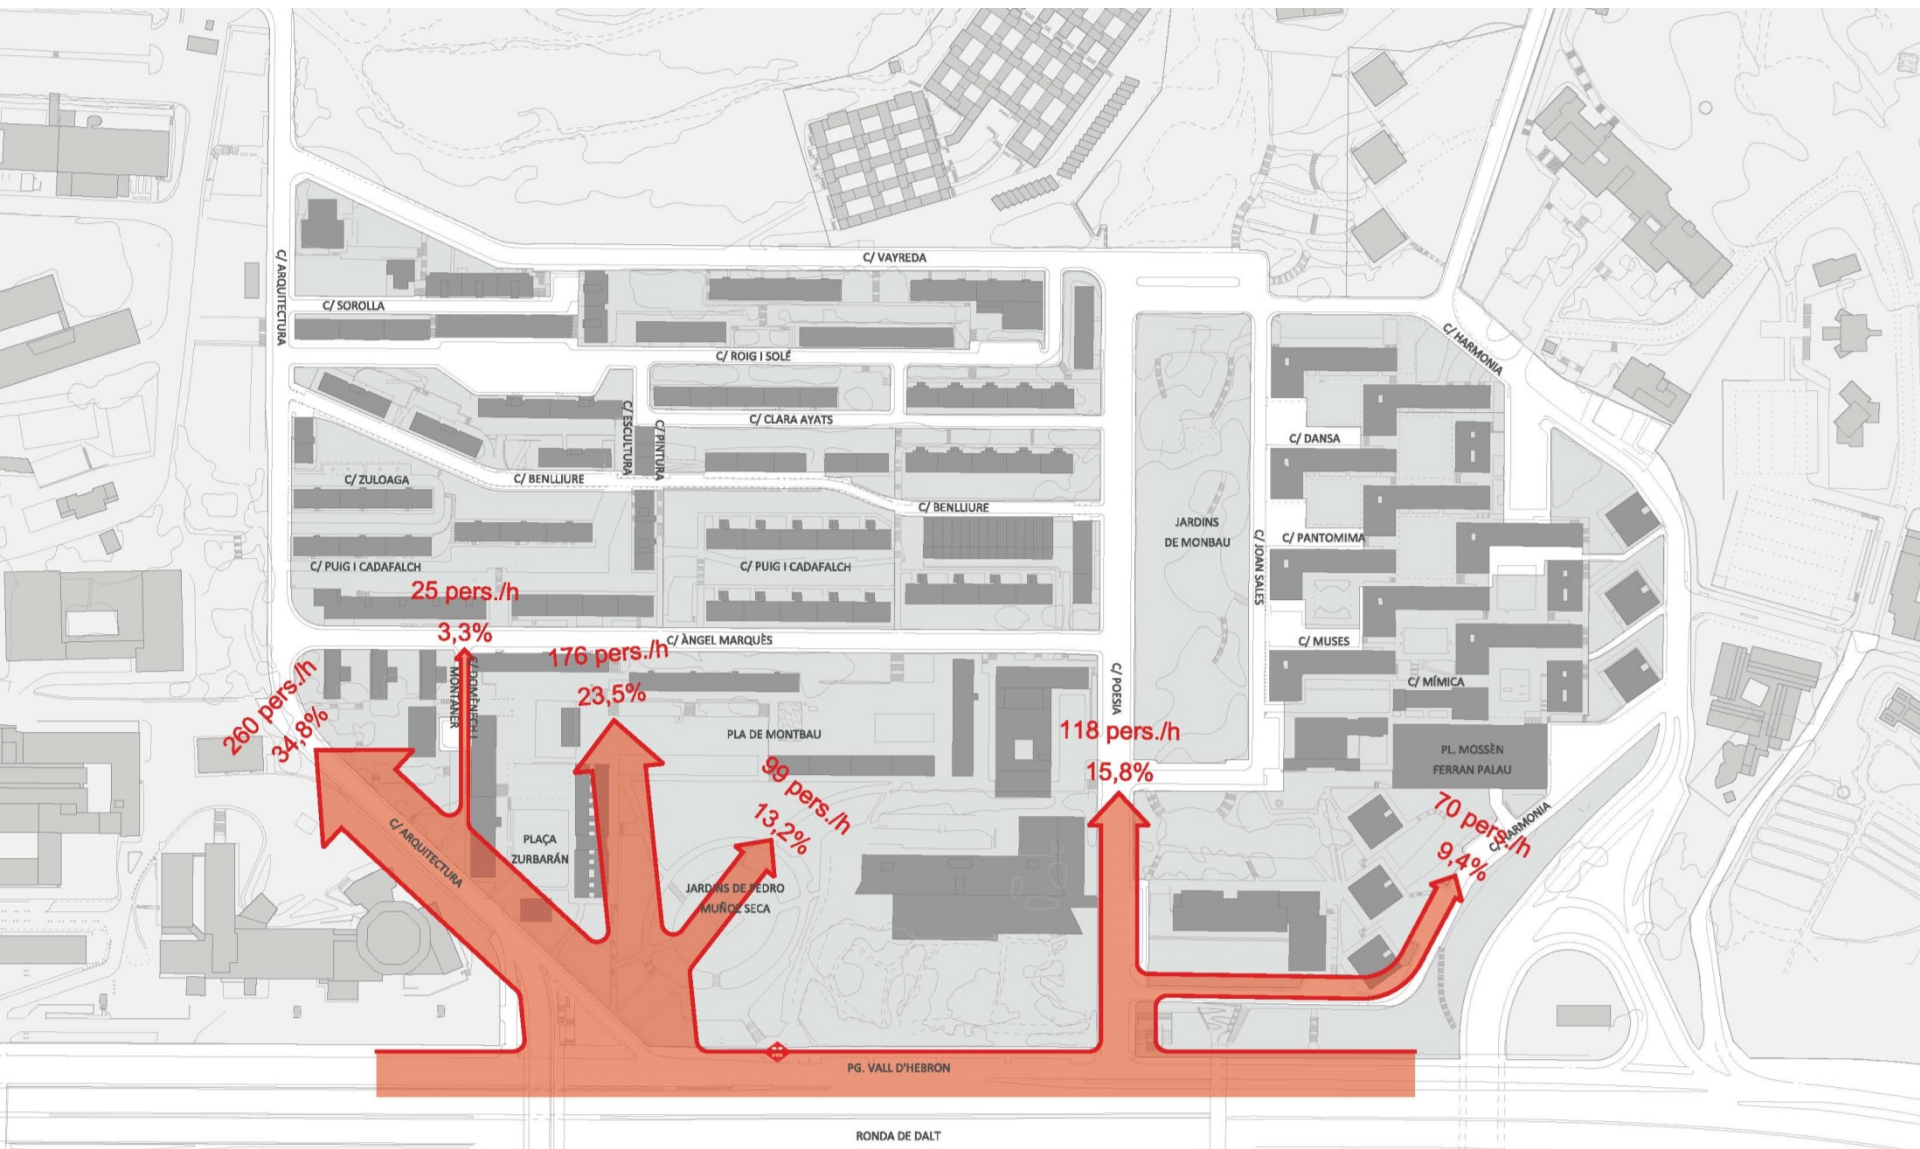 C/ VAYREDA
C/ ARQUITECTURA
C/ SOROLLA
C/ HARMONIA
C/ ROIG I SOLÉ
C/ CLARA AYATS
C/ ESCULTURA
C/ PINTURA
C/ DANSA
C/ ZULOAGA
C/ BENLLIURE
C/ BENLLIURE
JARDINS
DE MONBAU
C/ JOAN SALES
C/ PANTOMIMA
C/ PUIG I CADAFALCH
C/ PUIG I CADAFALCH
25 pers./h
3,3%
C/ ÀNGEL MARQUÈS
C/ MUSES
176 pers./h
23,5%
C/ DOMÈNECH I
MONTANER
C/ POESIA
C/ MÍMICA
260 pers./h
34,8%
PLA DE MONTBAU
118 pers./h
15,8%
PL. MOSSÈN
FERRAN PALAU
99 pers./h
13,2%
70 pers./h
9,4%
C/ HARMONIA
C/ ARQUITECTURA
PLAÇA
ZURBARÁN
JARDINS DE PEDRO
MUÑOZ SECA
PG. VALL D'HEBRON
RONDA DE DALT